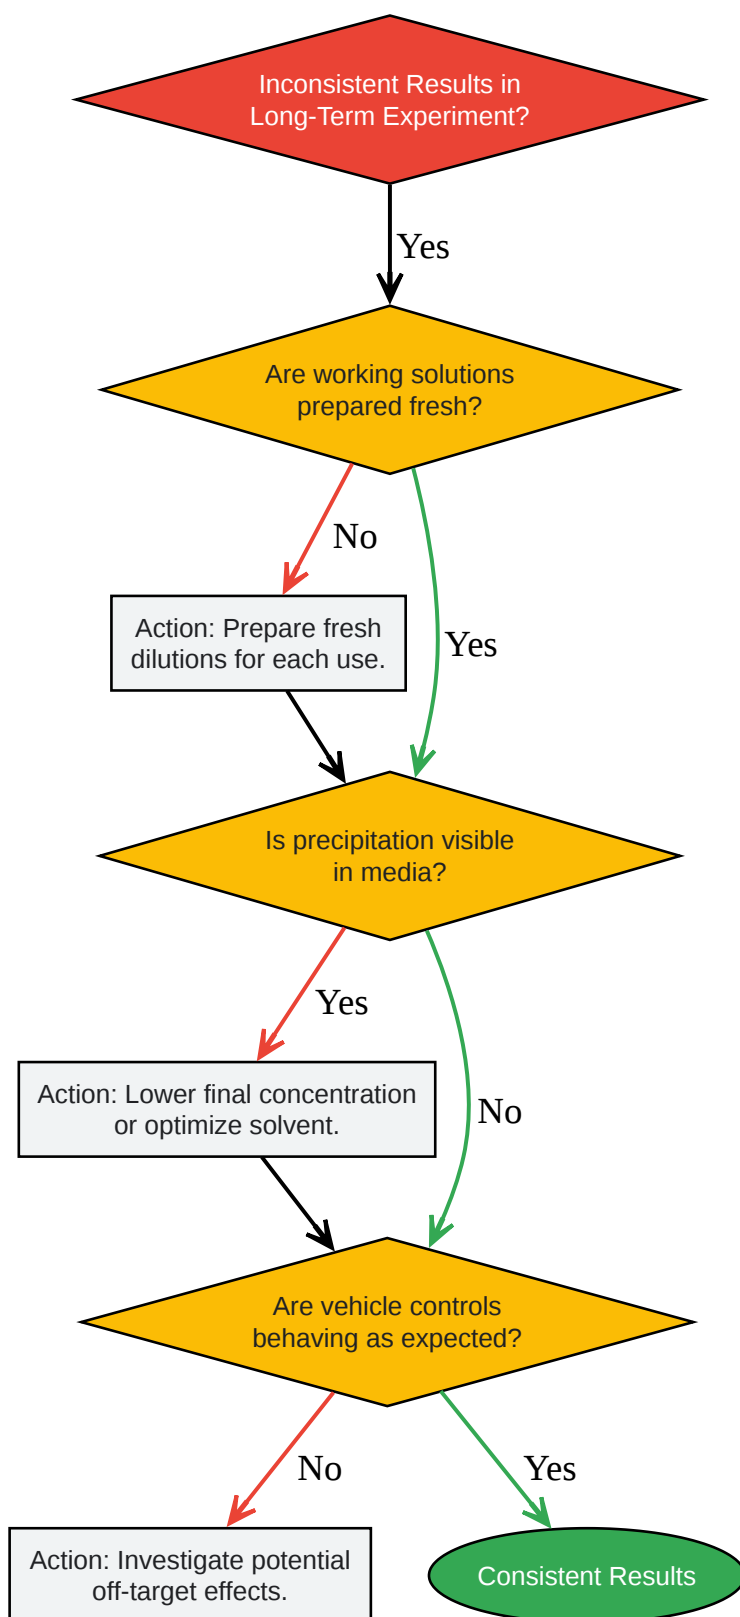 Inconsistent Results in
Long-Term Experiment?
Yes
Are working solutions
prepared fresh?
No
Action: Prepare fresh
dilutions for each use.
Yes
Is precipitation visible
in media?
Yes
Action: Lower final concentration
or optimize solvent.
No
Are vehicle controls
behaving as expected?
No
Yes
Action: Investigate potential
off-target effects.
Consistent Results